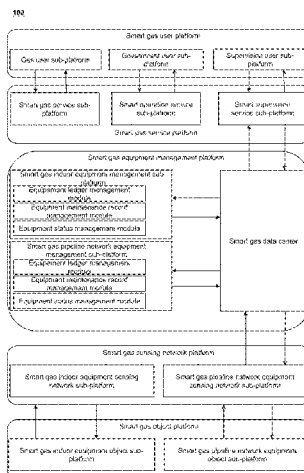 100
Smart gas user platform
Gas user sub-platform
Government user sub-
platform
Supervision user sub-
platform
Smart gas service sub-
platform
Smart operation service sub-
platform
Smart supervision
service sub-platform
Smart gas service platform
Smart gas equipment management platform
Smart gas indoor equipment management sub-
platform
Equipment ledger management
module
Equipment maintenance record
management module
Equipment status management module
Smart gas pipeline network equipment
management sub-platform
Equipment ledger management
module
Equipment maintenance record
management module
Equipment status management module
Smart gas data center
Smart gas sensing network platform
Smart gas indoor equipment sensing
network sub-platform
Smart gas pipeline network equipment
sensing network sub-platform
Smart gas object platform
Smart gas indoor equipment object sub-
platform
Smart gas pipeline network equipment
object sub-platform